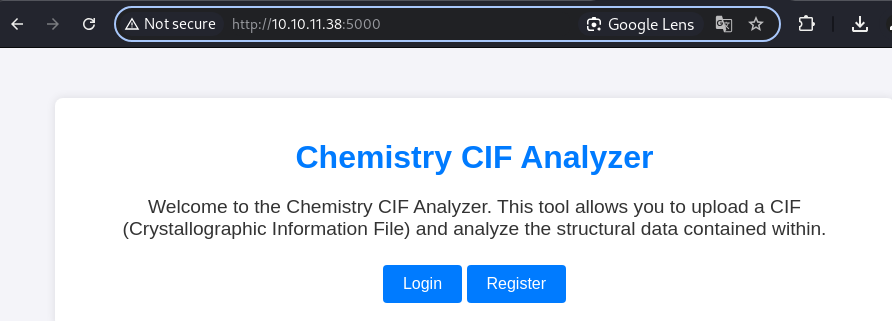 Not secure http://10.10.11.38:5000 Google Lens
Chemistry CIF Analyzer
Welcome to the Chemistry CIF Analyzer. This tool allows you to upload a CIF
(Crystallographic Information File) and analyze the structural data contained within.
Login Register